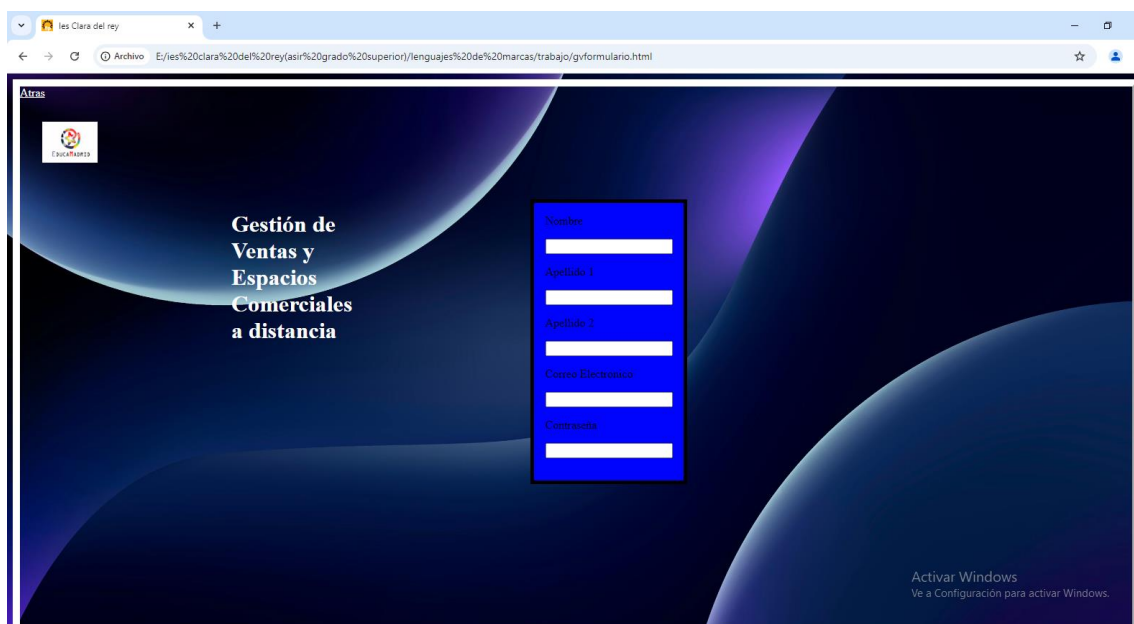 Ies Clara del rey
Archivo E:/ies%20clara%20del%20rey(asir%20grado%20superior)/lenguajes%20de%20marcas/trabajo/gvformulario.html
Atras
EducaMadrid
Gestión de
Ventas y
Espacios
Comerciales
a distancia
Nombre
Apellido 1
Apellido 2
Correo Electrónico
Contraseña
Activar Windows
Ve a Configuración para activar Windows.